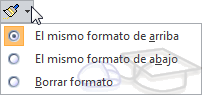 El mismo formato de arriba
El mismo formato de abajo
Borrar formato